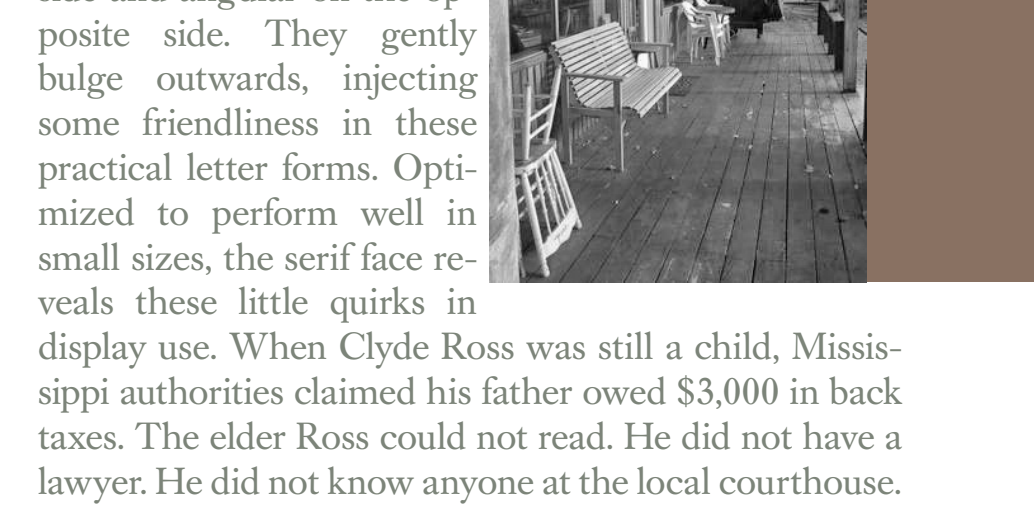 side and angular on the op-
posite side. They gently
bulge outwards, injecting
some friendliness in these
practical letter forms. Opti-
mized to perform well in
small sizes, the serif face re-
veals these little quirks in
display use. When Clyde Ross was still a child, Missis-
sippi authorities claimed his father owed $3,000 in back
taxes. The elder Ross could not read. He did not have a
lawyer. He did not know anyone at the local courthouse.